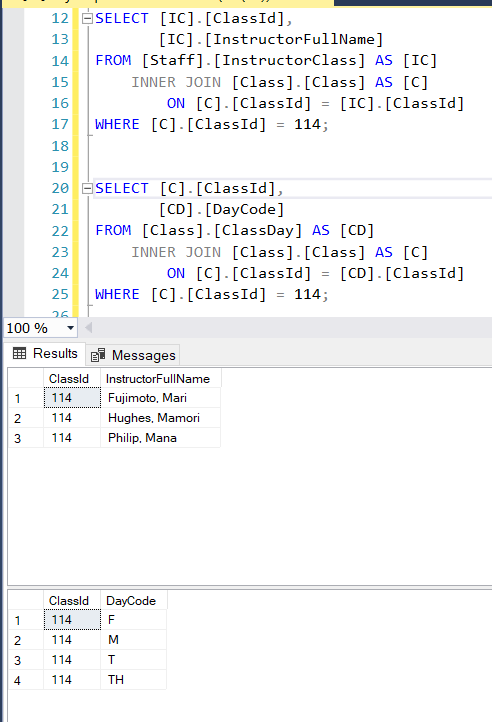 12 SELECT [IC].[ClassId],
13 [IC].[InstructorFullName]
14 FROM [Staff].[InstructorClass] AS [IC]
15 INNER JOIN [Class].[Class] AS [C]
16 ON [C].[ClassId] = [IC].[ClassId]
17 WHERE [C].[ClassId] = 114;
18
19
20 SELECT [C].[ClassId],
21 [CD].[DayCode]
22 FROM [Class].[ClassDay] AS [CD]
23 INNER JOIN [Class].[Class] AS [C]
24 ON [C].[ClassId] = [CD].[ClassId]
25 WHERE [C].[ClassId] = 114;
26
100 %
Results Messages
ClassId InstructorFullName
1 114 Fujimoto, Mari
2 114 Hughes, Mamori
3 114 Philip, Mana
ClassId DayCode
1 114 F
2 114 M
3 114 T
4 114 TH